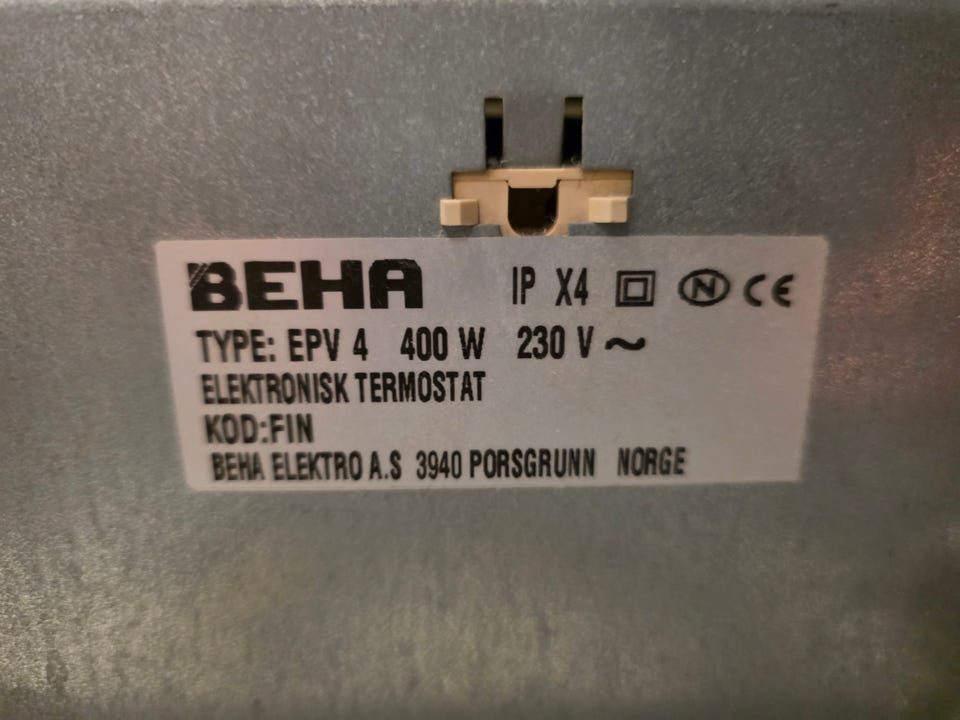 BEHA IP X4 N CE
TYPE: EPV 4 400 W 230 V ~
ELEKTRONISK TERMOSTAT
KOD:FIN
BEHA ELEKTRO A.S 3940 PORSGRUNN NORGE